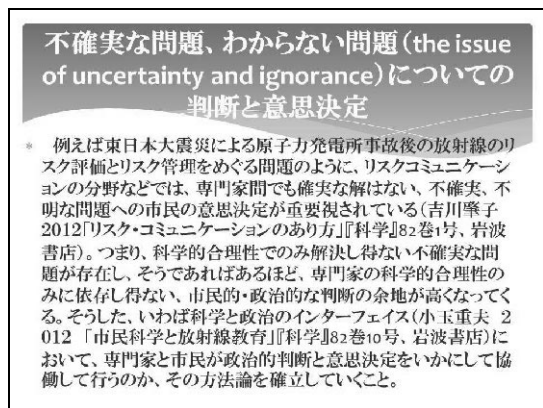 不確実な問題、わからない問題(the issue
of uncertainty and ignorance)についての
判断と意思決定
* 例えば東日本大震災による原子力発電所事故後の放射線のリ
スク評価とリスク管理をめぐる問題のように、リスクコミュニケーシ
ョンの分野などでは、専門家間でも確実な解はない、不確実、不
明な問題への市民の意思決定が重要視されている(吉川肇子
2012「リスク・コミュニケーションのあり方」『科学』82巻1号、岩波
書店)。つまり、科学的合理性でのみ解決し得ない不確実な問
題が存在し、そうであればあるほど、専門家の科学的合理性の
みに依存し得ない、市民的・政治的な判断の余地が高くなってく
る。そうした、いわば科学と政治のインターフェイス(小玉重夫 2
012 「市民科学と放射線教育」『科学』82巻10号、岩波書店)に
おいて、専門家と市民が政治的判断と意思決定をいかにして協
働して行うのか、その方法論を確立していくこと。